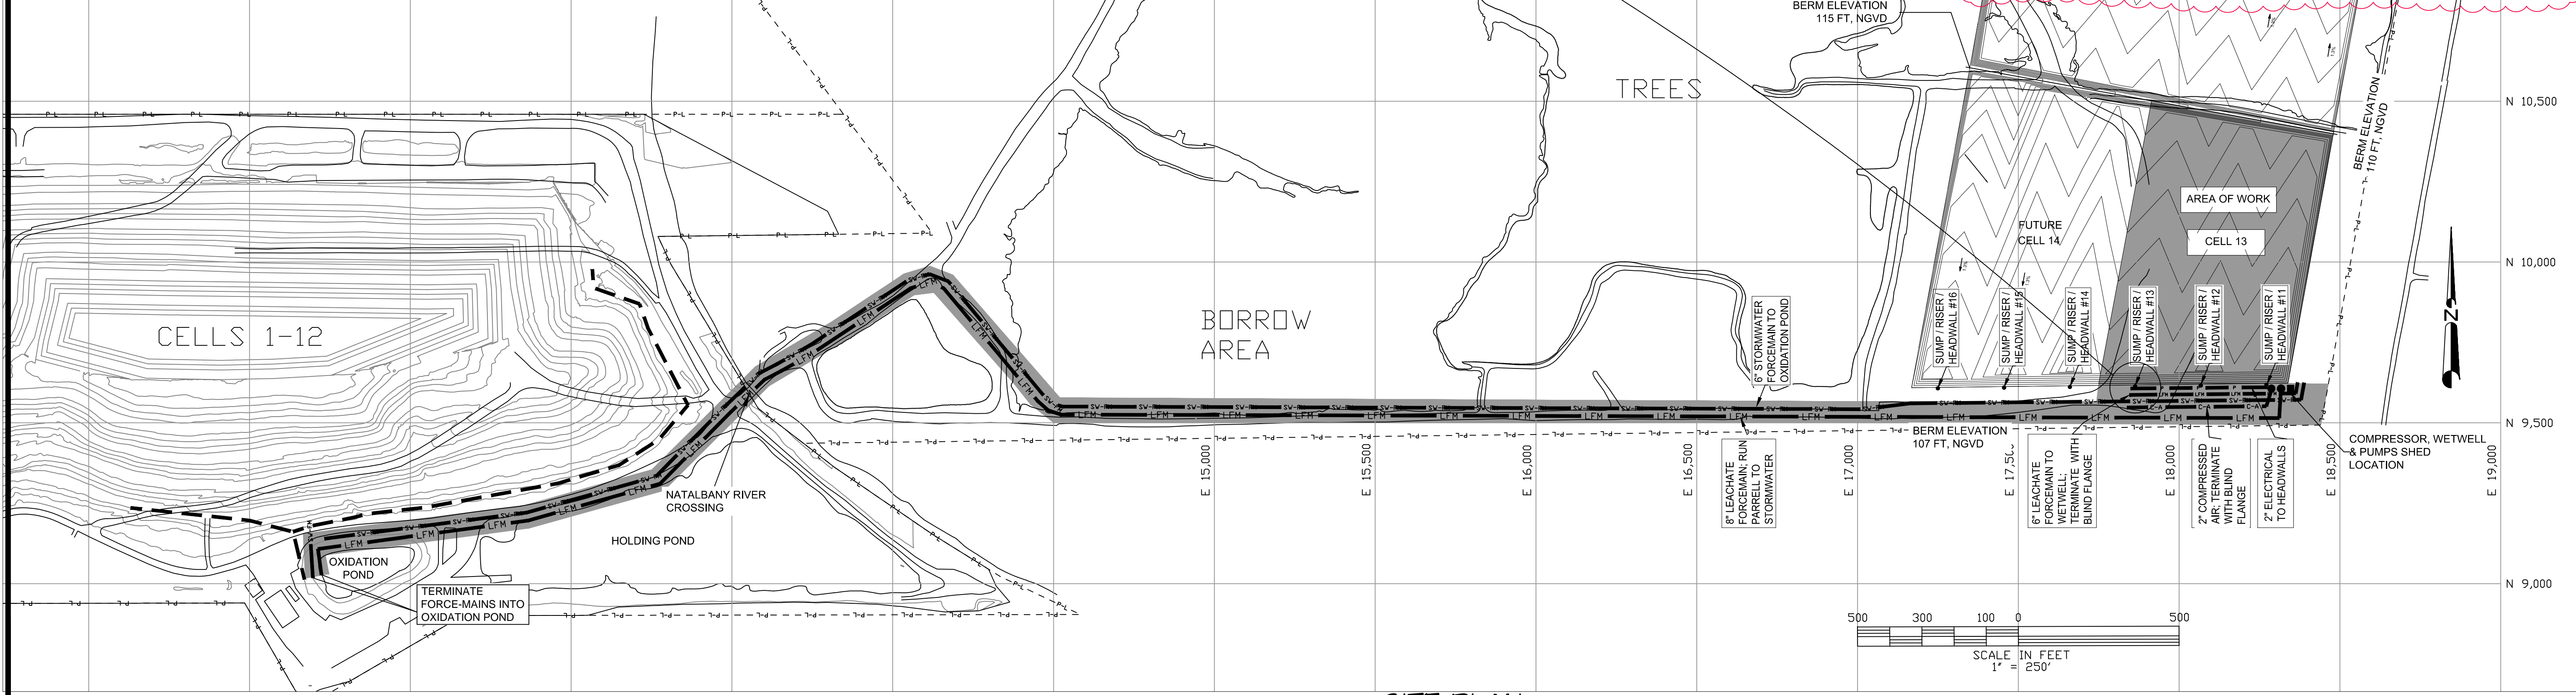 BERM ELEVATION
115 FT, NGVD
TREES
N 10,500
BERM ELEVATION
110 FT, NGVD
AREA OF WORK
FUTURE
CELL 14
CELL 13
N 10,000
CELLS 1-12
BORROW
AREA
6" STORMWATER
FORCEMAIN TO
OXIDATION POND
SUMP / RISER /
HEADWALL #16
SUMP / RISER /
HEADWALL #15
SUMP / RISER /
HEADWALL #14
SUMP / RISER /
HEADWALL #13
SUMP / RISER /
HEADWALL #12
SUMP / RISER /
HEADWALL #11
N
N 9,500
BERM ELEVATION
107 FT, NGVD
COMPRESSOR, WETWELL
& PUMPS SHED
LOCATION
E 15,000
E 15,500
E 16,000
E 16,500
8" LEACHATE
FORCEMAIN; RUN
PARRELL TO
STORMWATER
E 17,000
6" LEACHATE
FORCEMAIN TO
WETWELL;
TERMINATE WITH
BLIND FLANGE
E 18,000
2" COMPRESSED
AIR; TERMINATE
WITH BLIND
FLANGE
2" ELECTRICAL
TO HEADWALLS
E 18,500
E 19,000
NATALBANY RIVER
CROSSING
HOLDING POND
OXIDATION
POND
TERMINATE
FORCE-MAINS INTO
OXIDATION POND
N 9,000
500 300 100 0 500
SCALE IN FEET
1" = 250'